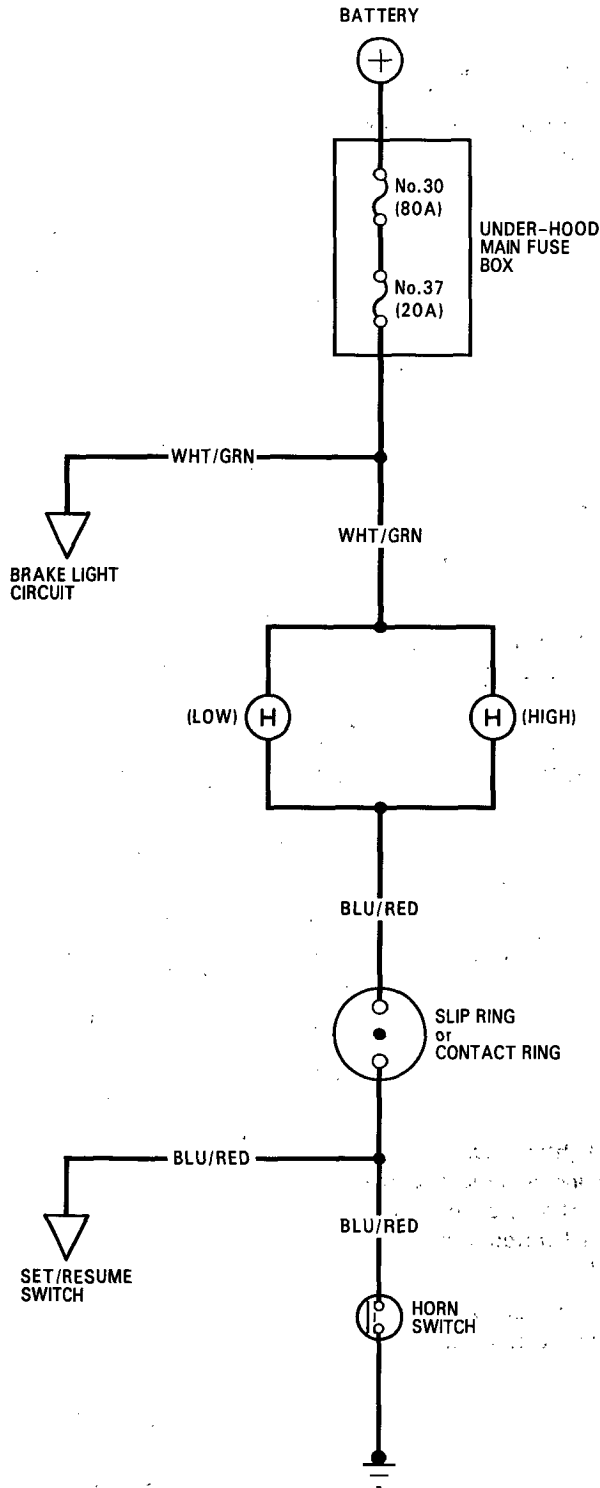 BATTERY
No.30
(80A)
UNDER-HOOD
MAIN FUSE
BOX
No.37
(20A)
WHT/GRN
WHT/GRN
BRAKE LIGHT
CIRCUIT
(LOW) H
H (HIGH)
BLU/RED
SLIP RING
or
CONTACT RING
BLU/RED
BLU/RED
SET/RESUME
SWITCH
HORN
SWITCH